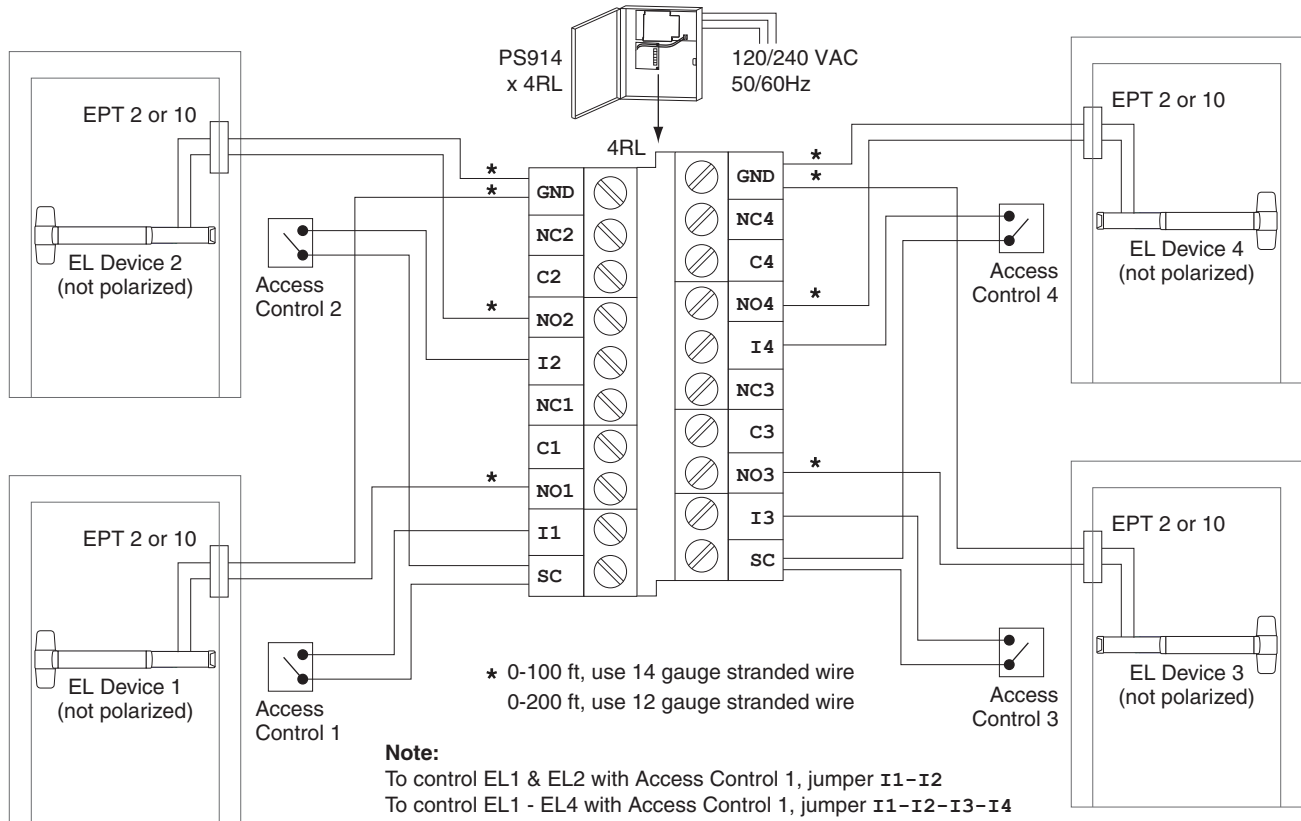 PS914
x 4RL
120/240 VAC
50/60Hz
EPT 2 or 10
EL Device 2
(not polarized)
Access
Control 2
EPT 2 or 10
EL Device 1
(not polarized)
Access
Control 1
4RL
*
*
GND
NC2
C2
*
NO2
I2
NC1
C1
*
NO1
I1
SC
GND
*
*
NC4
C4
NO4
*
I4
NC3
C3
NO3
*
I3
SC
EPT 2 or 10
EL Device 4
(not polarized)
Access
Control 4
EPT 2 or 10
EL Device 3
(not polarized)
Access
Control 3
* 0-100 ft, use 14 gauge stranded wire
0-200 ft, use 12 gauge stranded wire
Note:
To control EL1 & EL2 with Access Control 1, jumper I1-I2
To control EL1 - EL4 with Access Control 1, jumper I1-I2-I3-I4